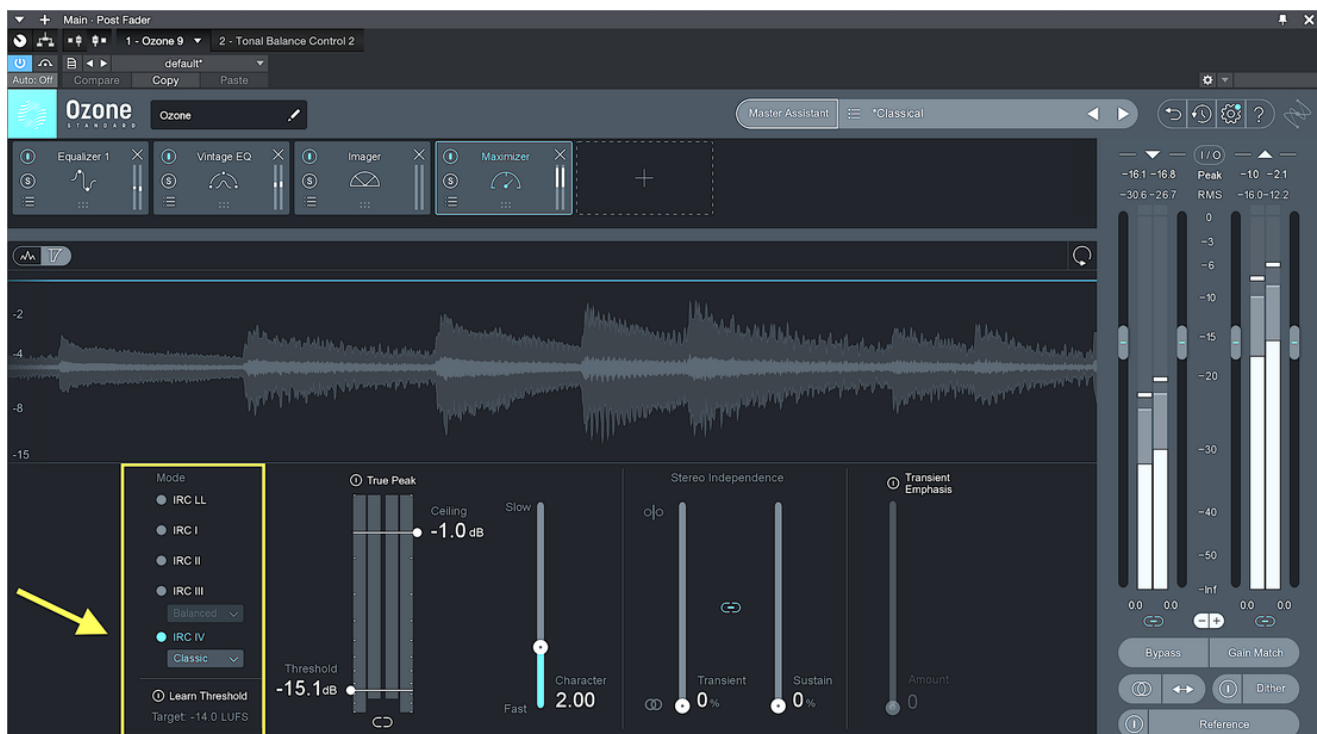 Main - Post Fader
1 - Ozone 9
2 - Tonal Balance Control 2
default*
Auto: Off
Compare
Copy
Paste
Ozone
STANDARD
Ozone
Master Assistant
*Classical
?
Equalizer 1
Vintage EQ
Imager
Maximizer
S
S
S
S
I/O
-16.1 -16.8 Peak -1.0 -2.1
-30.6 -26.7 RMS -16.0 -12.2
0
-3
-6
-10
-15
-20
-30
-40
-50
-Inf
0.0 0.0 0.0 0.0
-2
-4
-8
-15
Mode
IRC LL
IRC I
IRC II
IRC III
Balanced
IRC IV
Classic
Learn Threshold
Target: -14.0 LUFS
True Peak
Ceiling
-1.0 dB
Threshold
-15.1 dB
Slow
Fast
Character
2.00
Stereo Independence
Transient
0 %
Sustain
0 %
Transient
Emphasis
Amount
0
Bypass
Gain Match
Dither
Reference